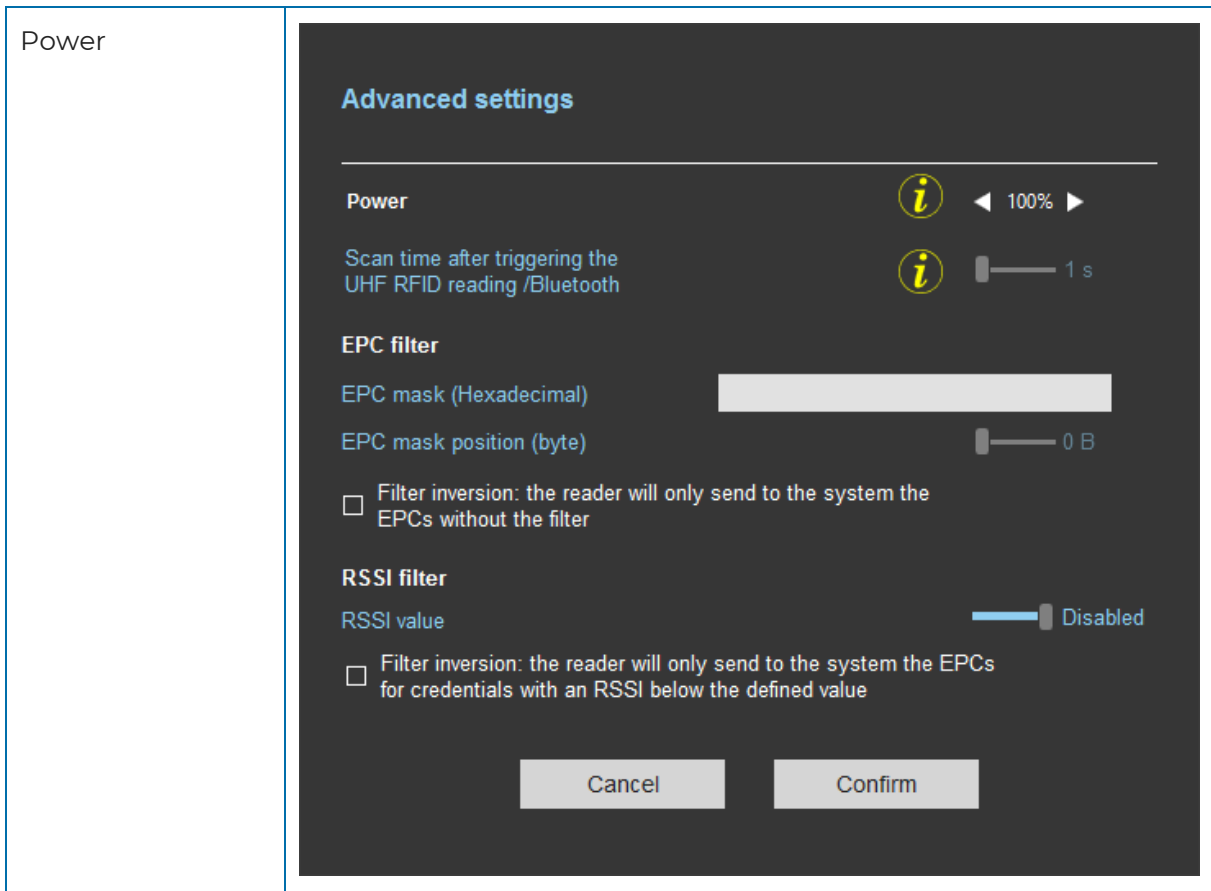 Power
Advanced settings
Power
i
100%
Scan time after triggering the
UHF RFID reading /Bluetooth
i
1 s
EPC filter
EPC mask (Hexadecimal)
EPC mask position (byte)
0 B
Filter inversion: the reader will only send to the system the
EPCs without the filter
RSSI filter
RSSI value
Disabled
Filter inversion: the reader will only send to the system the EPCs
for credentials with an RSSI below the defined value
Cancel
Confirm